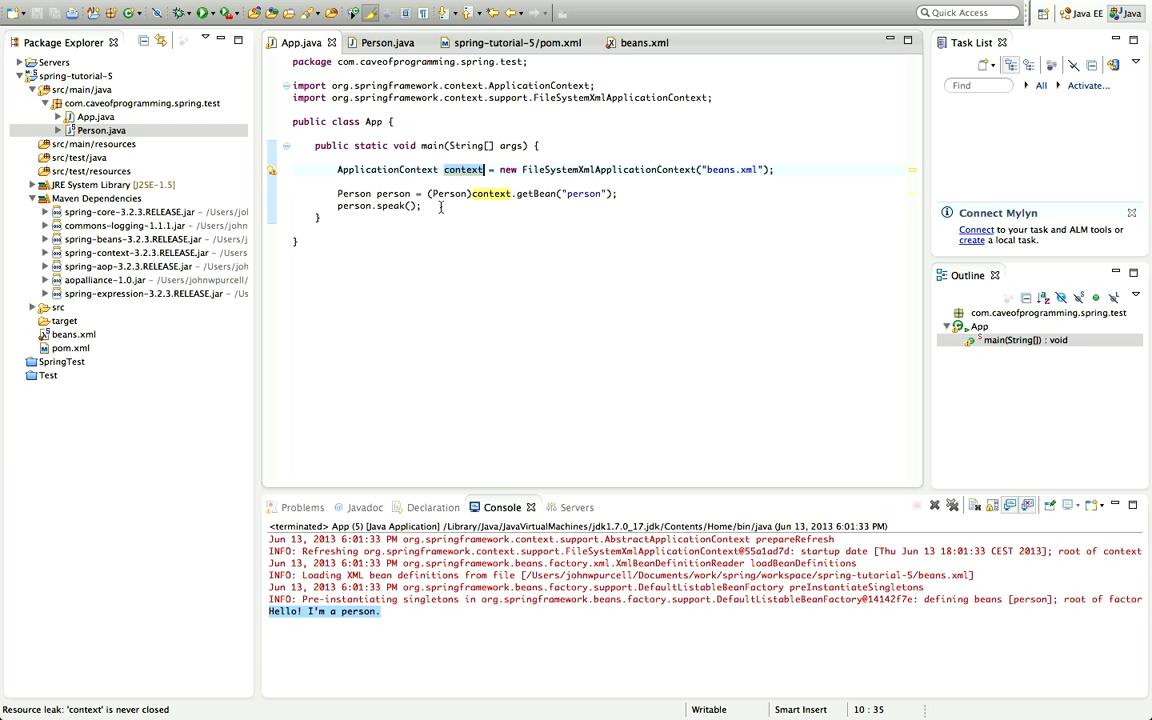 Quick Access
Java EE
Java
Package Explorer
Servers
spring-tutorial-5
src/main/java
com.caveofprogramming.spring.test
App.java
Person.java
src/main/resources
src/test/java
src/test/resources
JRE System Library [J2SE-1.5]
Maven Dependencies
spring-core-3.2.3.RELEASE.jar – /Users/jol
commons-logging-1.1.1.jar – /Users/john
spring-beans-3.2.3.RELEASE.jar – /Users/j
spring-context-3.2.3.RELEASE.jar – /Users
spring-aop-3.2.3.RELEASE.jar – /Users/joh
aopalliance-1.0.jar – /Users/johnwpurcell/
spring-expression-3.2.3.RELEASE.jar – /Us
src
target
beans.xml
pom.xml
SpringTest
Test
App.java
Person.java
spring-tutorial-5/pom.xml
beans.xml
package com.caveofprogramming.spring.test;
import org.springframework.context.ApplicationContext;
import org.springframework.context.support.FileSystemXmlApplicationContext;
public class App {
public static void main(String[] args) {
ApplicationContext context = new FileSystemXmlApplicationContext("beans.xml");
Person person = (Person)context.getBean("person");
person.speak();
}
}
Task List
Find
All
Activate...
Connect Mylyn
Connect to your task and ALM tools or
create a local task.
Outline
com.caveofprogramming.spring.test
App
main(String[]) : void
Problems
Javadoc
Declaration
Console
Servers
<terminated> App (5) [Java Application] /Library/Java/JavaVirtualMachines/jdk1.7.0_17.jdk/Contents/Home/bin/java (Jun 13, 2013 6:01:33 PM)
Jun 13, 2013 6:01:33 PM org.springframework.context.support.AbstractApplicationContext prepareRefresh
INFO: Refreshing org.springframework.context.support.FileSystemXmlApplicationContext@55a1ad7d: startup date [Thu Jun 13 18:01:33 CEST 2013]; root of context
Jun 13, 2013 6:01:33 PM org.springframework.beans.factory.xml.XmlBeanDefinitionReader loadBeanDefinitions
INFO: Loading XML bean definitions from file [/Users/johnwpurcell/Documents/work/spring/workspace/spring-tutorial-5/beans.xml]
Jun 13, 2013 6:01:33 PM org.springframework.beans.factory.support.DefaultListableBeanFactory preInstantiateSingletons
INFO: Pre-instantiating singletons in org.springframework.beans.factory.support.DefaultListableBeanFactory@14142f7e: defining beans [person]; root of factor
Hello! I'm a person.
Resource leak: 'context' is never closed
Writable
Smart Insert
10 : 35